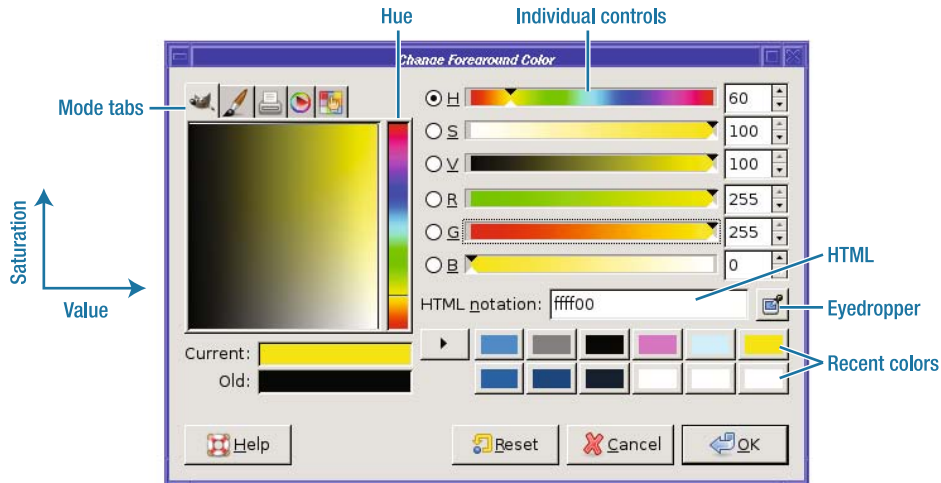 Hue
Individual controls
Change Foreground Color
Mode tabs
H 60
S 100
V 100
R 255
G 255
B 0
Saturation
Value
HTML notation: ffff00
HTML
Eyedropper
Current:
Old:
Recent colors
Help
Reset
Cancel
OK